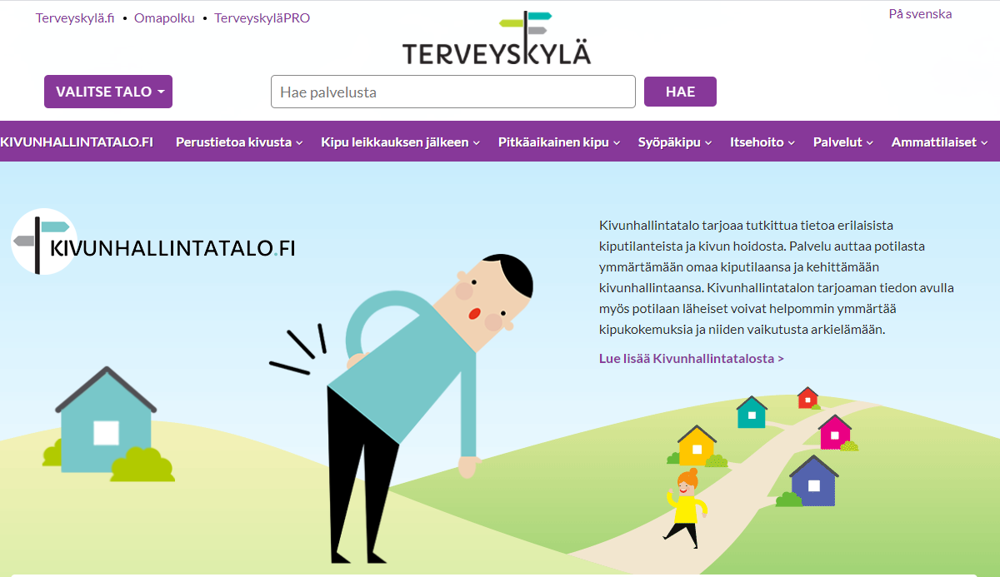 Terveyskylä.fi • Omapolku • TerveyskyläPRO
På svenska
TERVEYSKYLÄ
VALITSE TALO
Hae palvelusta
HAE
KIVUNHALLINTATALO.FI Perustietoa kivusta Kipu leikkauksen jälkeen Pitkäaikainen kipu Syöpäkipu Itsehoito Palvelut Ammattilaiset
KIVUNHALLINTATALO.FI
Kivunhallintatalo tarjoaa tutkittua tietoa erilaisista
kiputilanteista ja kivun hoidosta. Palvelu auttaa potilasta
ymmärtämään omaa kiputilaansa ja kehittämään
kivunhallintaansa. Kivunhallintatalon tarjoaman tiedon avulla
myös potilaan läheiset voivat helpommin ymmärtää
kipukokemuksia ja niiden vaikutusta arkielämään.
Lue lisää Kivunhallintatalosta >